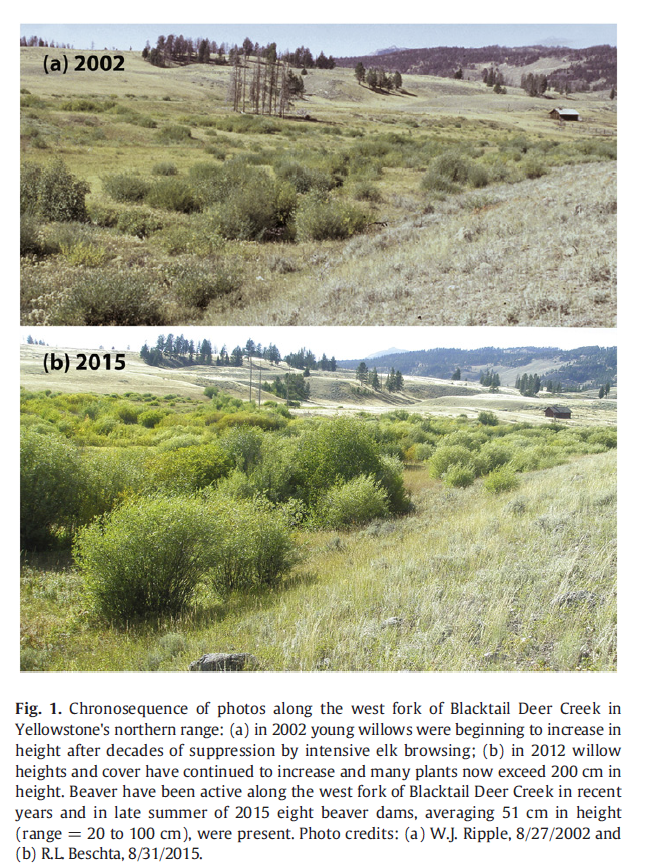 (a) 2002
(b) 2015
Fig. 1. Chronosequence of photos along the west fork of Blacktail Deer Creek in
Yellowstone's northern range: (a) in 2002 young willows were beginning to increase in
height after decades of suppression by intensive elk browsing; (b) in 2012 willow
heights and cover have continued to increase and many plants now exceed 200 cm in
height. Beaver have been active along the west fork of Blacktail Deer Creek in recent
years and in late summer of 2015 eight beaver dams, averaging 51 cm in height
(range = 20 to 100 cm), were present. Photo credits: (a) W.J. Ripple, 8/27/2002 and
(b) R.L. Beschta, 8/31/2015.